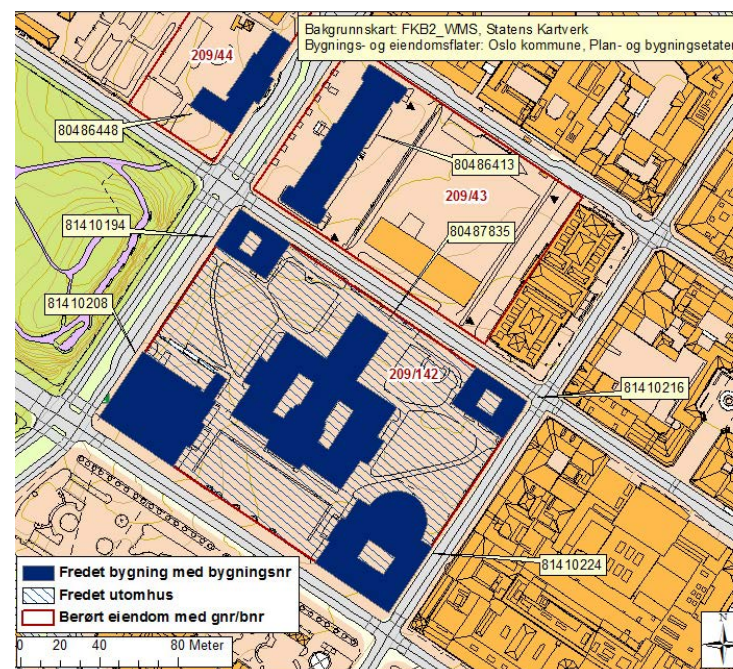 Bakgrunnskart: FKB2_WMS, Statens Kartverk
Bygnings- og eiendomsflater: Oslo kommune, Plan- og bygningsetaten
209/44
80486448
80486413
209/43
81410194
80487835
81410208
209/142
81410216
81410224
Fredet bygning med bygningsnr
Fredet utomhus
Berørt eiendom med gnr/bnr
0 20 40 80 Meter
N